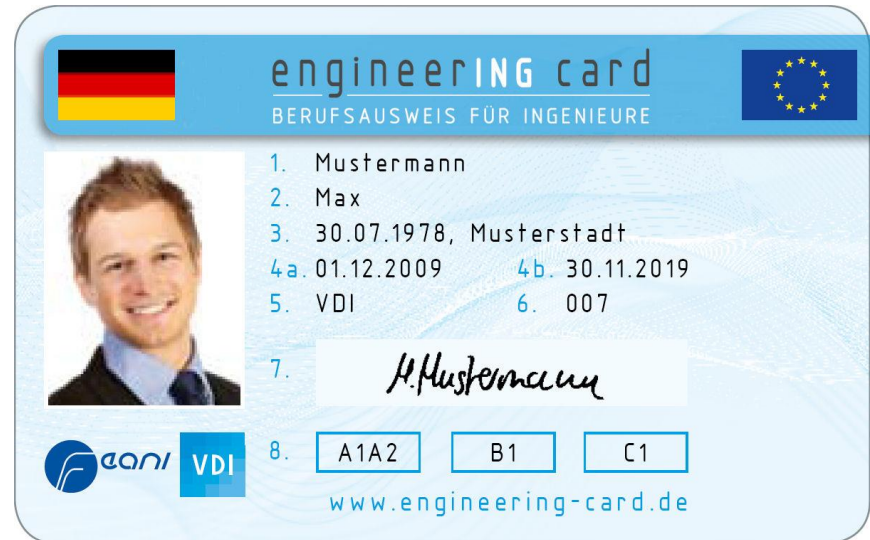 engineerING card
BERUFSAUSWEIS FÜR INGENIEURE
1. Mustermann
2. Max
3. 30.07.1978, Musterstadt
4a. 01.12.2009 4b. 30.11.2019
5. VDI 6. 007
7. M.Mustermann
8. A1A2 B1 C1
feani VDI
www.engineering-card.de